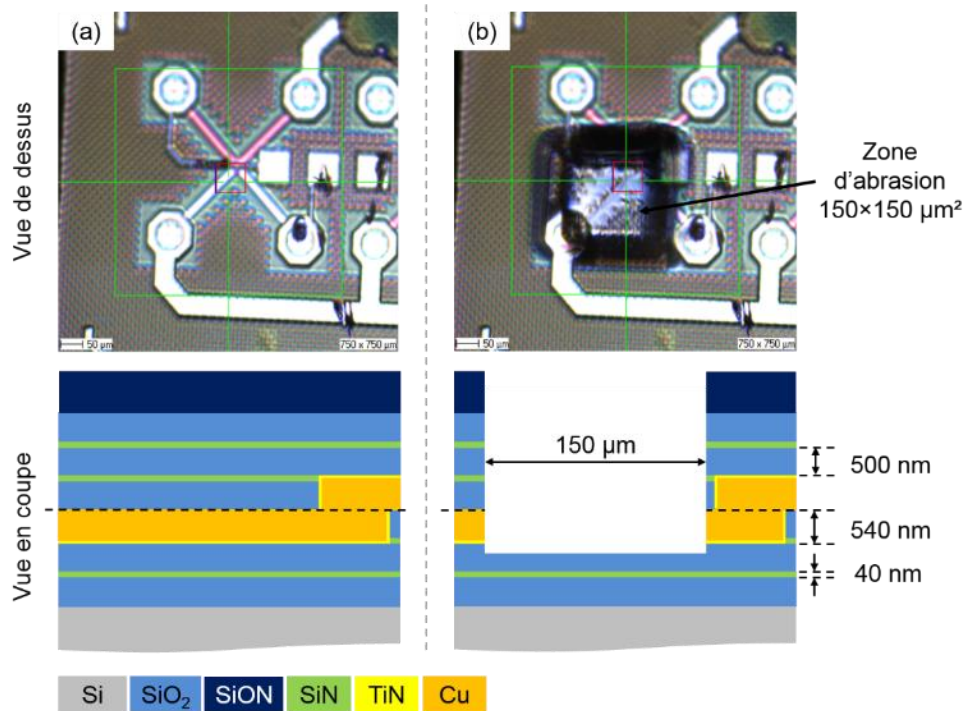 (a)
(b)
Vue de dessus
50 µm
750 x 750 µm
50 µm
750 x 750 µm
Zone
d'abrasion
150×150 µm²
Vue en coupe
150 µm
500 nm
540 nm
40 nm
Si
SiO₂
SiON
SiN
TiN
Cu